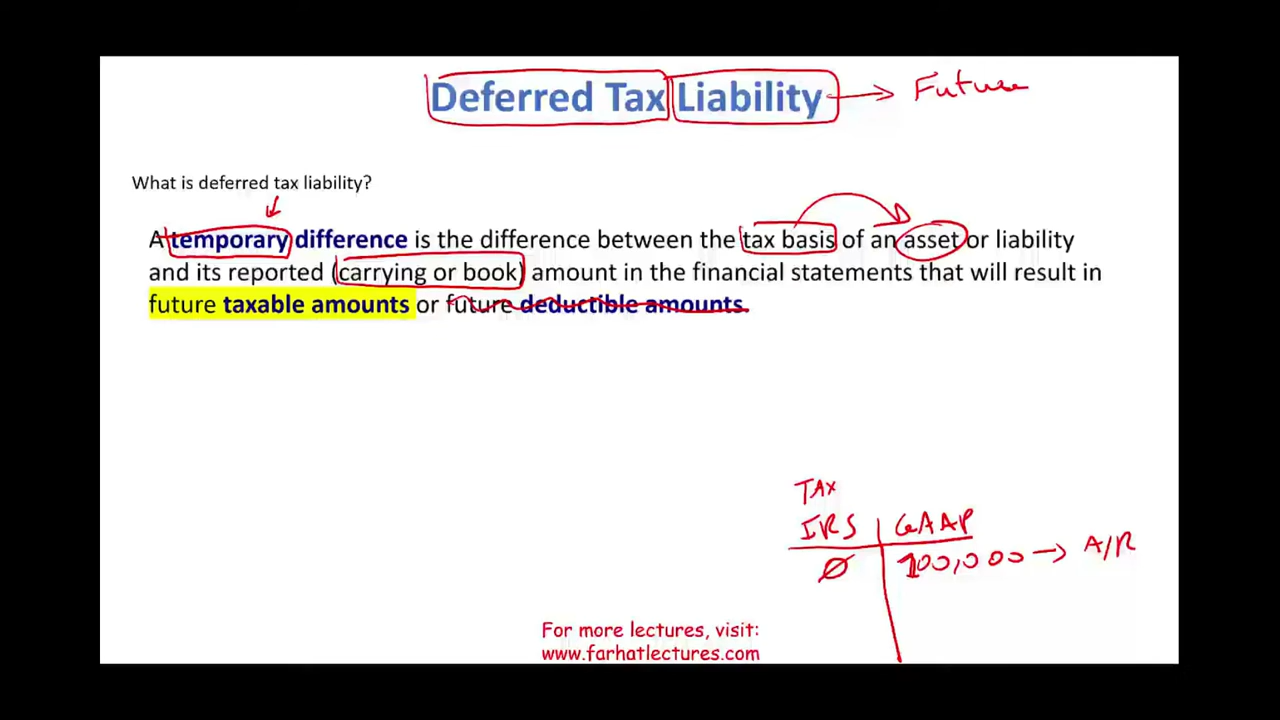 Deferred Tax Liability → Future
What is deferred tax liability?
A temporary difference is the difference between the tax basis of an asset or liability
and its reported (carrying or book) amount in the financial statements that will result in
future taxable amounts or future deductible amounts.
TAX
IRS GAAP
0 100,000 → A/R
For more lectures, visit:
www.farhatlectures.com